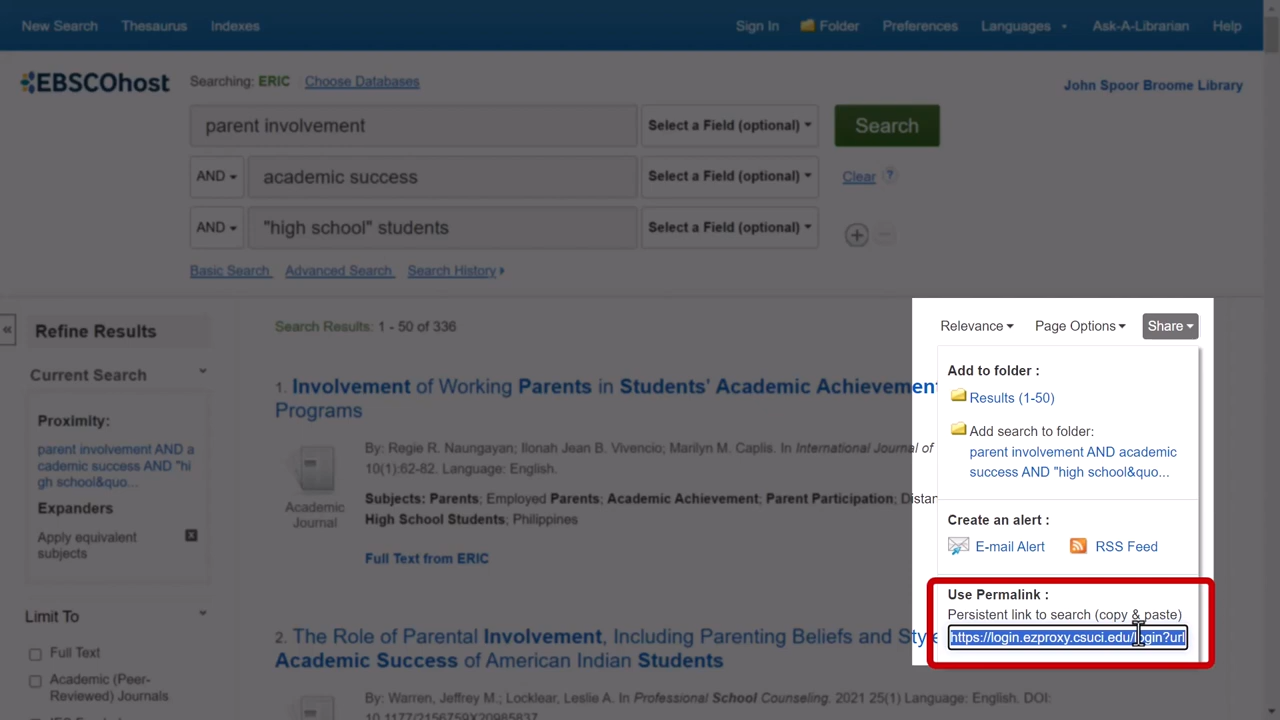 New Search Thesaurus Indexes Sign In Folder Preferences Languages Ask-A-Librarian Help
EBSCOhost Searching: ERIC Choose Databases John Spoor Broome Library
parent involvement Select a Field (optional) Search
AND academic success Select a Field (optional) Clear ?
AND "high school" students Select a Field (optional)
Basic Search Advanced Search Search History
« Refine Results
Current Search
Proximity:
parent involvement AND a
cademic success AND "hi
gh school&quo...
Expanders
Apply equivalent
subjects
Limit To
Full Text
Academic (Peer-
Reviewed) Journals
Search Results: 1 - 50 of 336
1. Involvement of Working Parents in Students' Academic Achievement
Programs
By: Regie R. Naungayan; Ilonah Jean B. Vivencio; Marilyn M. Caplis. In International Journal of
10(1):62-82. Language: English.
Subjects: Parents; Employed Parents; Academic Achievement; Parent Participation;
High School Students; Philippines
Academic
Journal
Full Text from ERIC
2. The Role of Parental Involvement, Including Parenting Beliefs and
Academic Success of American Indian Students
By: Warren, Jeffrey M.; Locklear, Leslie A. In Professional School Counseling. 2021 25(1) Language: English. DOI:
10.1177/2156759X20985837
Relevance Page Options Share
Add to folder :
Results (1-50)
Add search to folder:
parent involvement AND academic
success AND "high school&quo...
Create an alert :
E-mail Alert RSS Feed
Use Permalink :
Persistent link to search (copy & paste)
https://login.ezproxy.csuci.edu/login?url